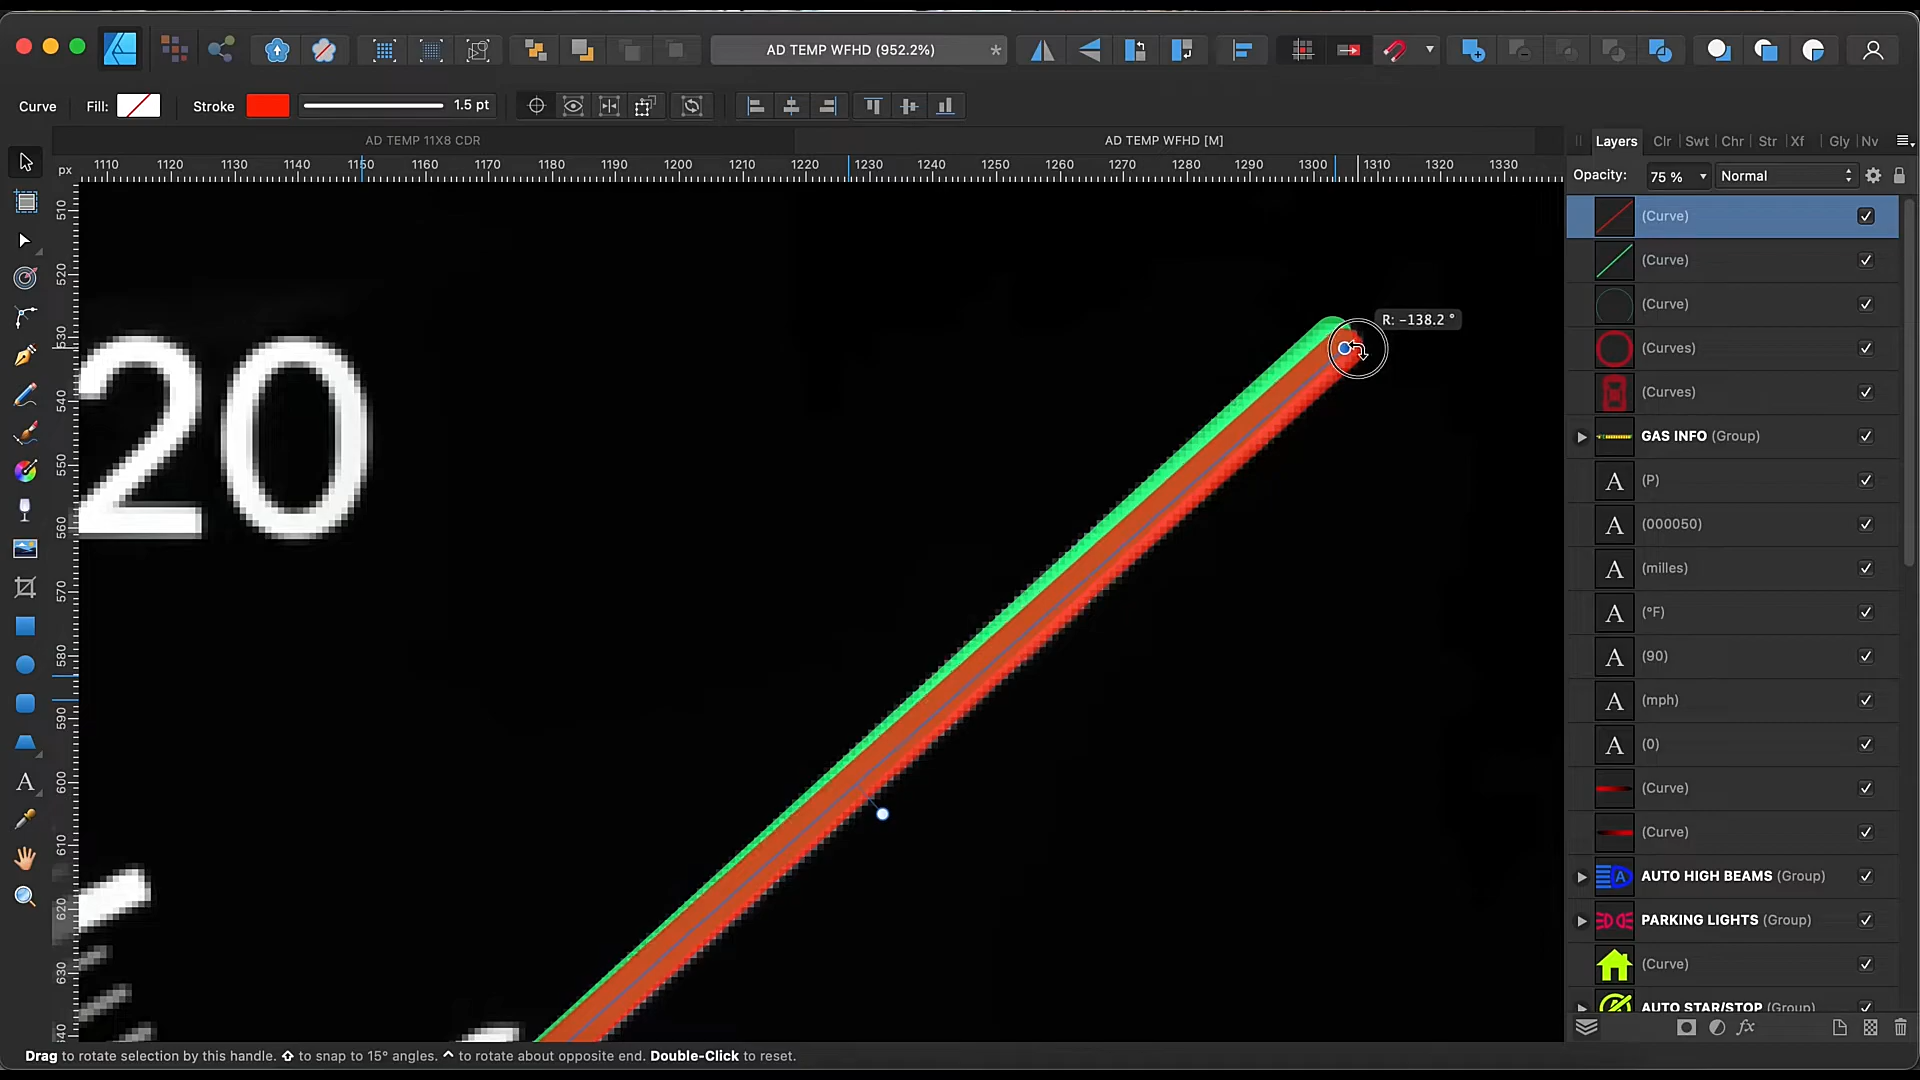 AD TEMP WFHD (952.2%) *
Curve Fill: Stroke 1.5 pt
AD TEMP 11X8 CDR AD TEMP WFHD [M]
px 1110 1120 1130 1140 1150 1160 1170 1180 1190 1200 1210 1220 1230 1240 1250 1260 1270 1280 1290 1300 1310 1320 1330
510
520
530
540
550
560
570
580
590
600
610
620
630
20
R: -138.2 °
Layers Clr Swt Chr Str Xf Gly Nv
Opacity: 75 % Normal
(Curve)
(Curve)
(Curve)
(Curves)
(Curves)
GAS INFO (Group)
A (P)
A (000050)
A (milles)
A (°F)
A (90)
A (mph)
A (0)
(Curve)
(Curve)
A AUTO HIGH BEAMS (Group)
PARKING LIGHTS (Group)
(Curve)
AUTO STAR/STOP (Group)
fx
A
Drag to rotate selection by this handle. ⇧ to snap to 15° angles. ^ to rotate about opposite end. Double-Click to reset.